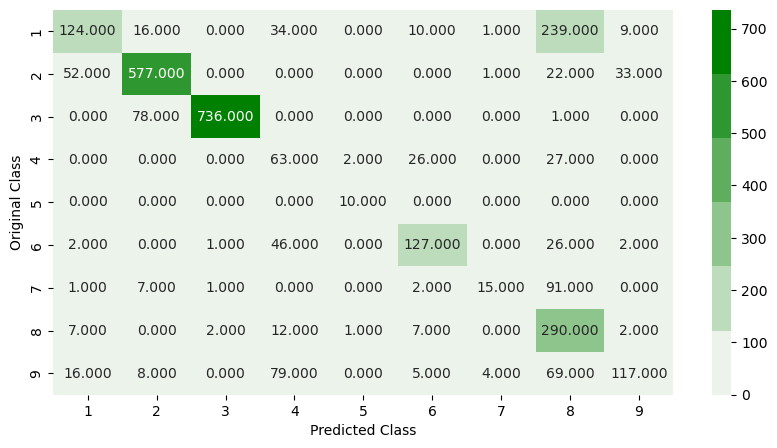 1 124.000 16.000 0.000 34.000 0.000 10.000 1.000 239.000 9.000
2 52.000 577.000 0.000 0.000 0.000 0.000 1.000 22.000 33.000
3 0.000 78.000 736.000 0.000 0.000 0.000 0.000 1.000 0.000
4 0.000 0.000 0.000 63.000 2.000 26.000 0.000 27.000 0.000
5 0.000 0.000 0.000 0.000 10.000 0.000 0.000 0.000 0.000
6 2.000 0.000 1.000 46.000 0.000 127.000 0.000 26.000 2.000
7 1.000 7.000 1.000 0.000 0.000 2.000 15.000 91.000 0.000
8 7.000 0.000 2.000 12.000 1.000 7.000 0.000 290.000 2.000
9 16.000 8.000 0.000 79.000 0.000 5.000 4.000 69.000 117.000
Original Class
1 2 3 4 5 6 7 8 9
Predicted Class
700
600
500
400
300
200
100
0